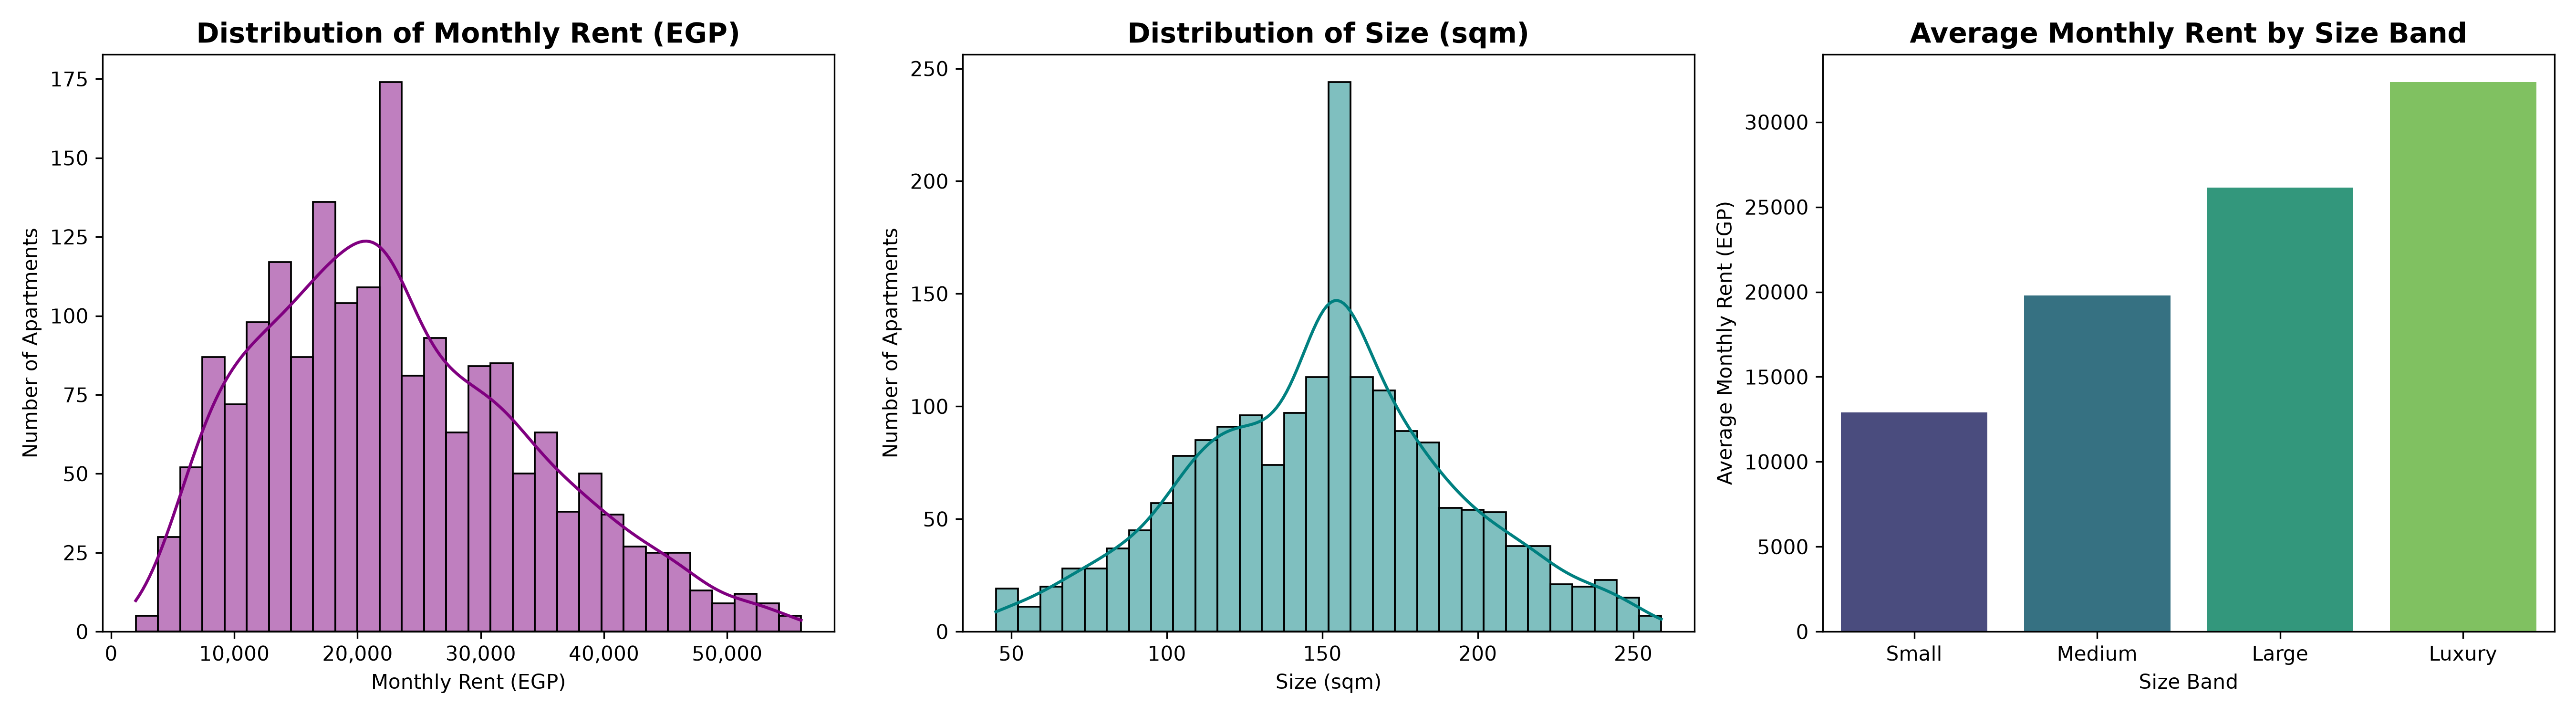 Distribution of Monthly Rent (EGP)
Number of Apartments
175
150
125
100
75
50
25
0
0 10,000 20,000 30,000 40,000 50,000
Monthly Rent (EGP)
Distribution of Size (sqm)
Number of Apartments
250
200
150
100
50
0
50 100 150 200 250
Size (sqm)
Average Monthly Rent by Size Band
Average Monthly Rent (EGP)
30000
25000
20000
15000
10000
5000
0
Small Medium Large Luxury
Size Band